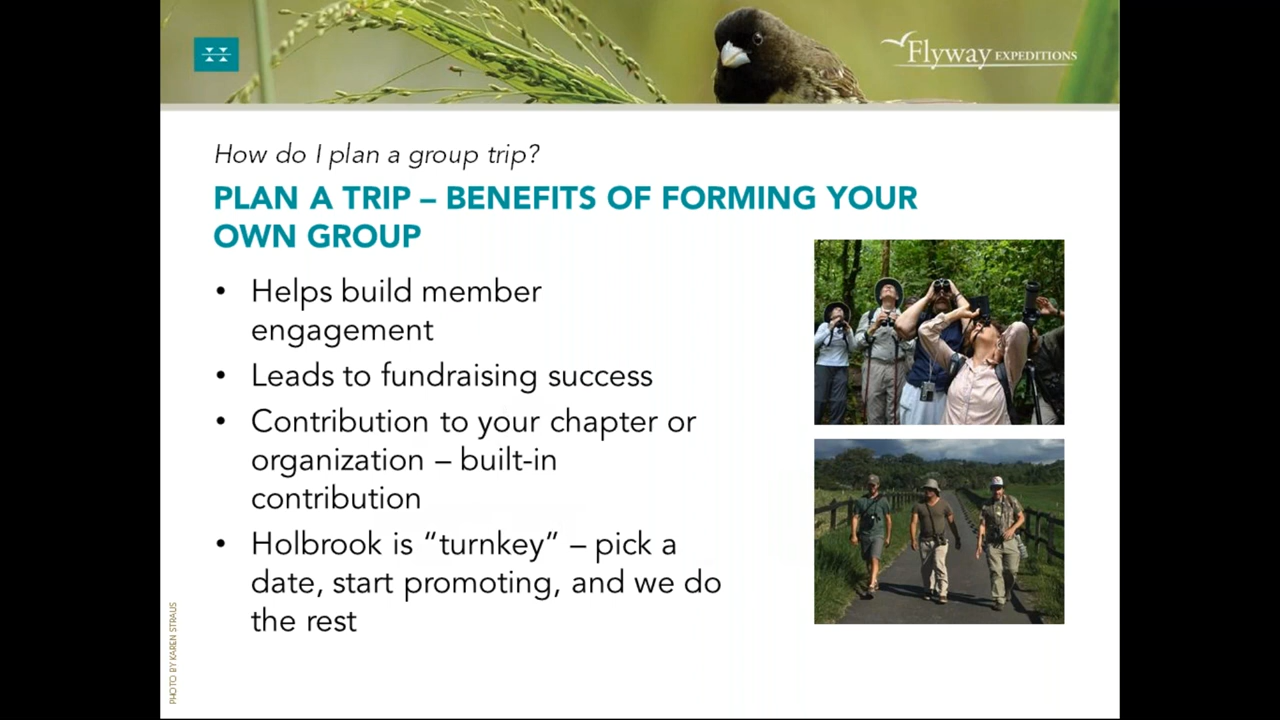 Flyway EXPEDITIONS
How do I plan a group trip?
PLAN A TRIP – BENEFITS OF FORMING YOUR
OWN GROUP
• Helps build member
engagement
• Leads to fundraising success
• Contribution to your chapter or
organization – built-in
contribution
• Holbrook is “turnkey” – pick a
date, start promoting, and we do
the rest
PHOTO BY KAREN STRAUS